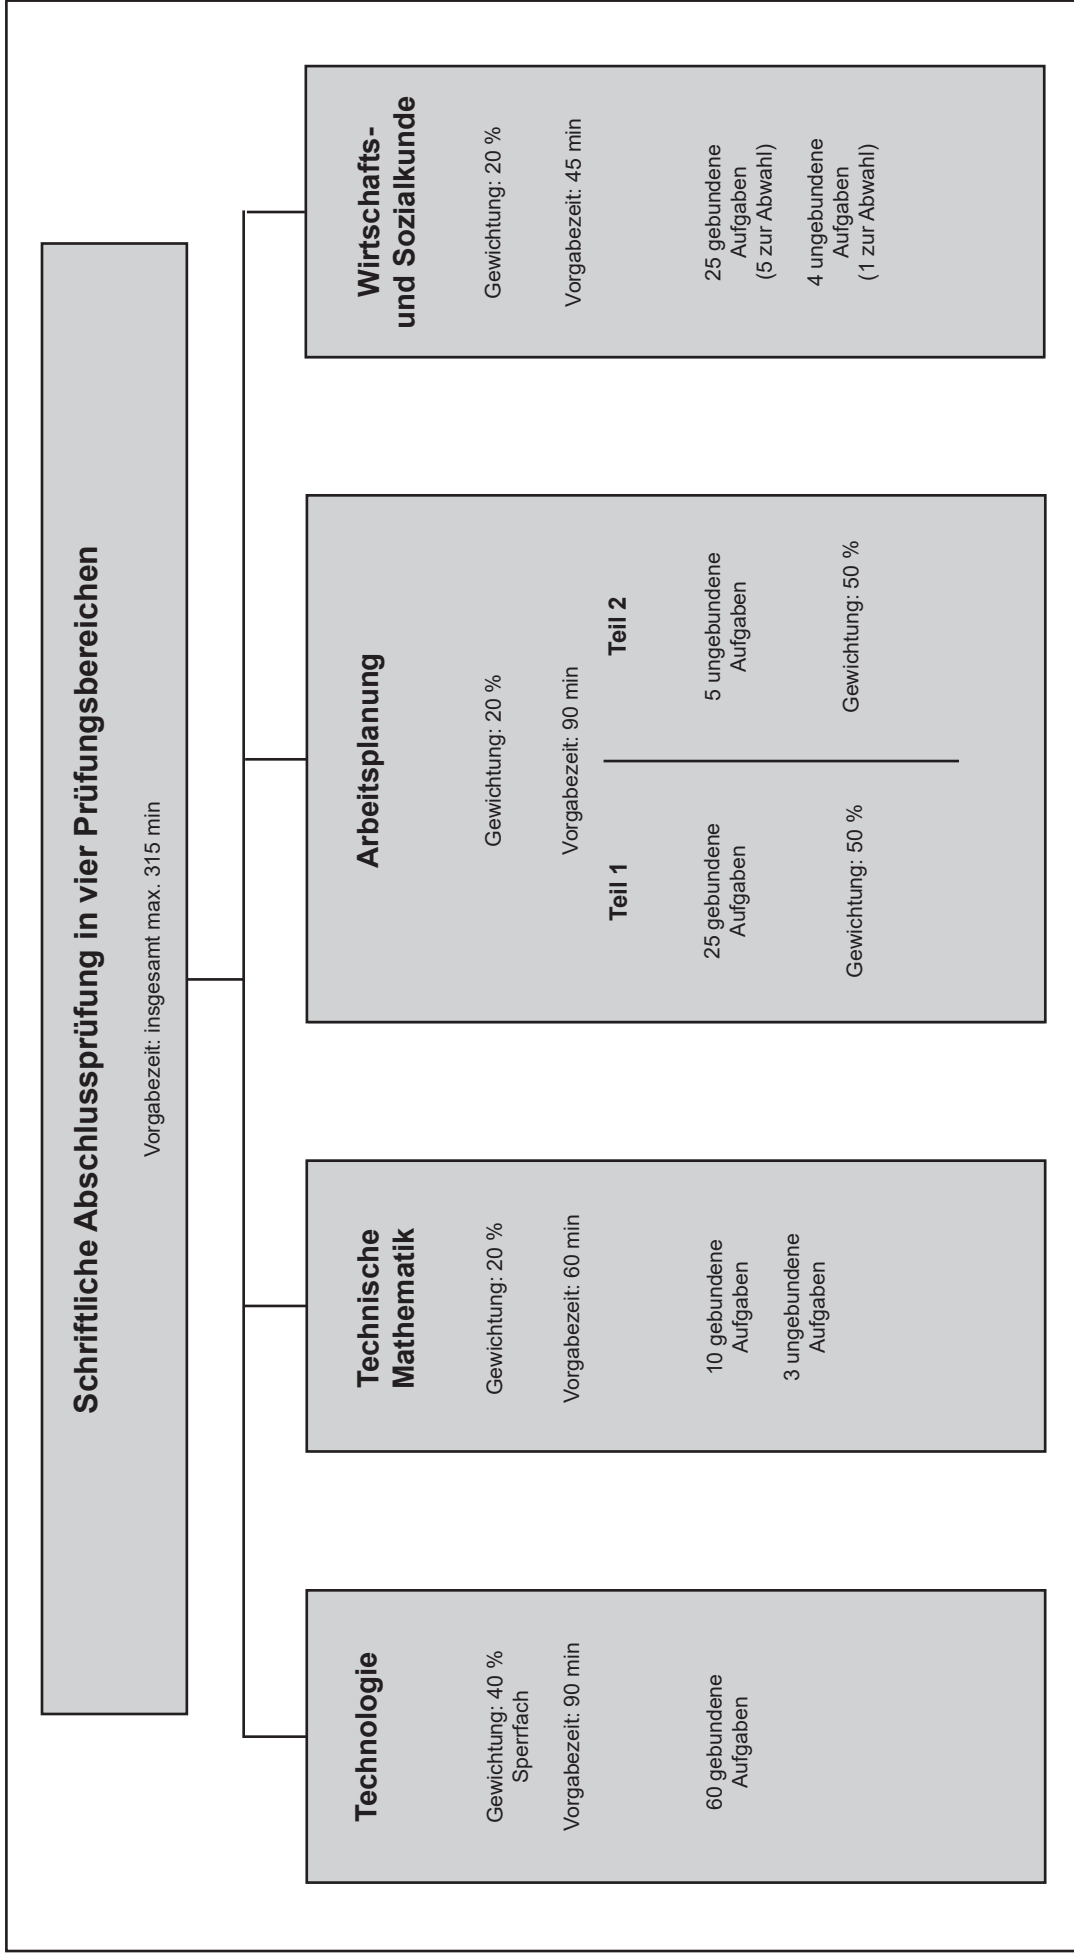 Schriftliche Abschlussprüfung in vier Prüfungsbereichen
Vorgabezeit: insgesamt max. 315 min
Technologie
Gewichtung: 40 %
Sperrfach
Vorgabezeit: 90 min
60 gebundene
Aufgaben
Technische
Mathematik
Gewichtung: 20 %
Vorgabezeit: 60 min
10 gebundene
Aufgaben
3 ungebundene
Aufgaben
Arbeitsplanung
Gewichtung: 20 %
Vorgabezeit: 90 min
Teil 1
25 gebundene
Aufgaben
Gewichtung: 50 %
Teil 2
5 ungebundene
Aufgaben
Gewichtung: 50 %
Wirtschafts-
und Sozialkunde
Gewichtung: 20 %
Vorgabezeit: 45 min
25 gebundene
Aufgaben
(5 zur Abwahl)
4 ungebundene
Aufgaben
(1 zur Abwahl)